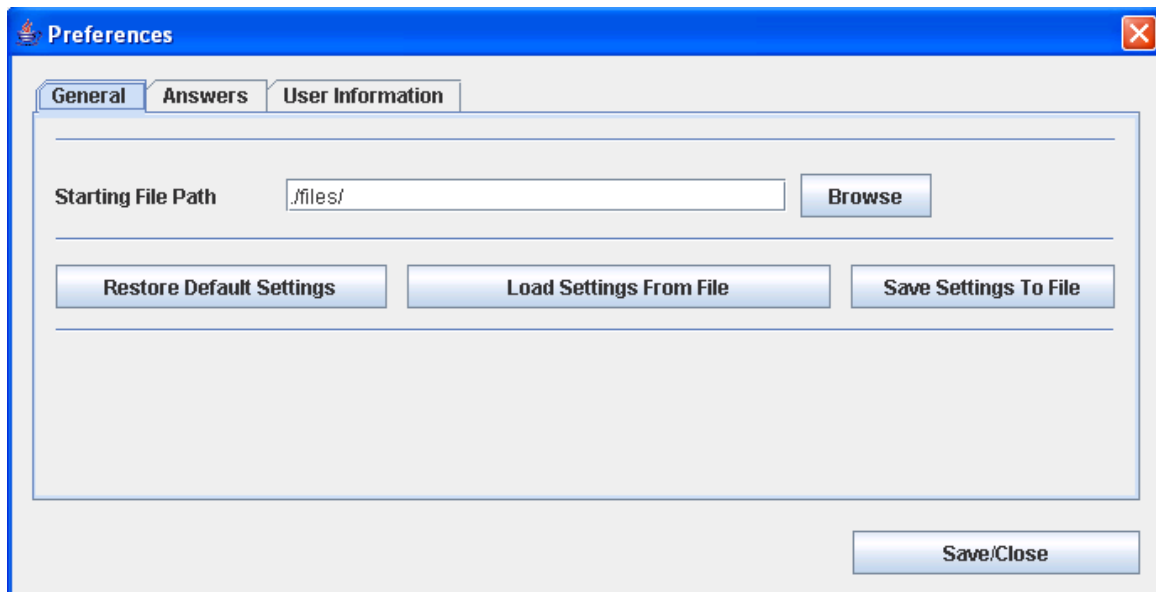 Preferences
General Answers User Information
Starting File Path ./files/ Browse
Restore Default Settings Load Settings From File Save Settings To File
Save/Close